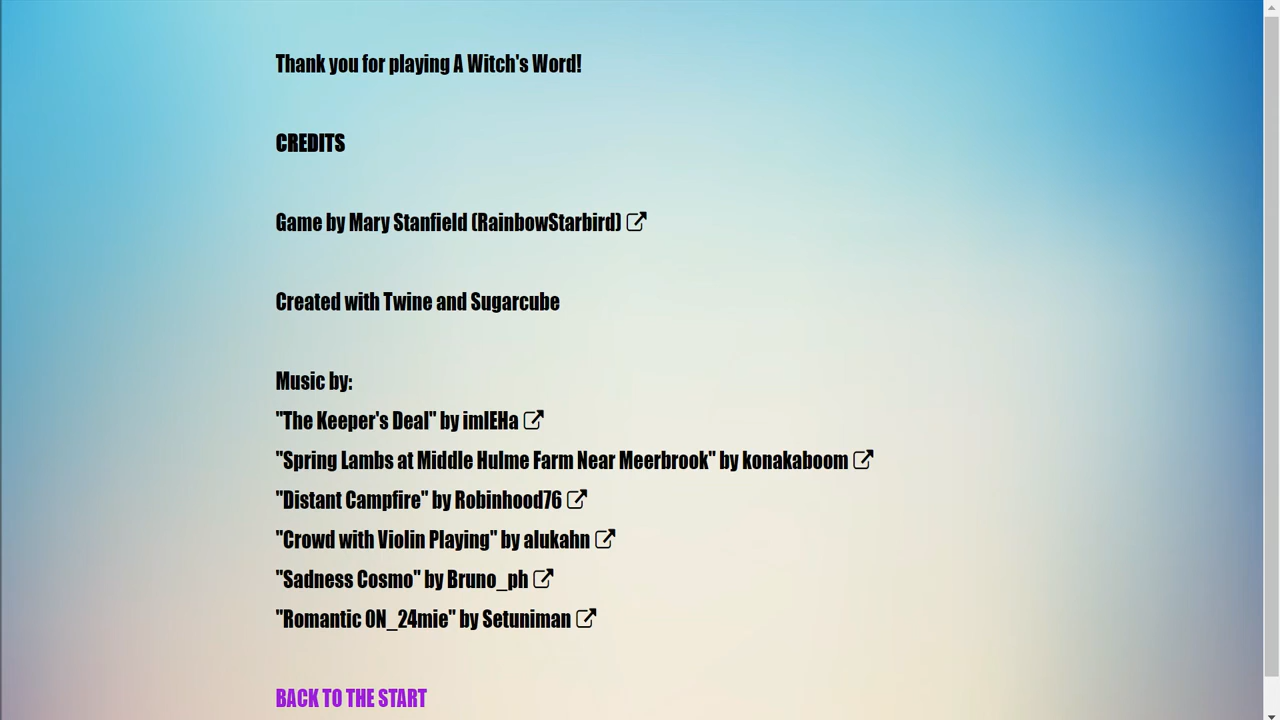 Thank you for playing A Witch's Word!
CREDITS
Game by Mary Stanfield (RainbowStarbird)
Created with Twine and Sugarcube
Music by:
"The Keeper's Deal" by imlEHa
"Spring Lambs at Middle Hulme Farm Near Meerbrook" by konakaboom
"Distant Campfire" by Robinhood76
"Crowd with Violin Playing" by alukahn
"Sadness Cosmo" by Bruno_ph
"Romantic ON_24mie" by Setuniman
BACK TO THE START